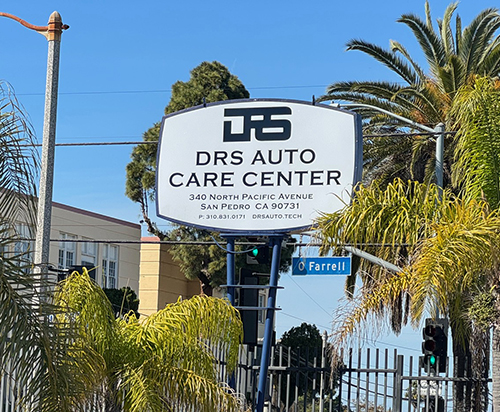 DRS
DRS AUTO
CARE CENTER
340 NORTH PACIFIC AVENUE
SAN PEDRO CA 90731
P: 310.831.0171 DRSAUTO.TECH
O Farrell